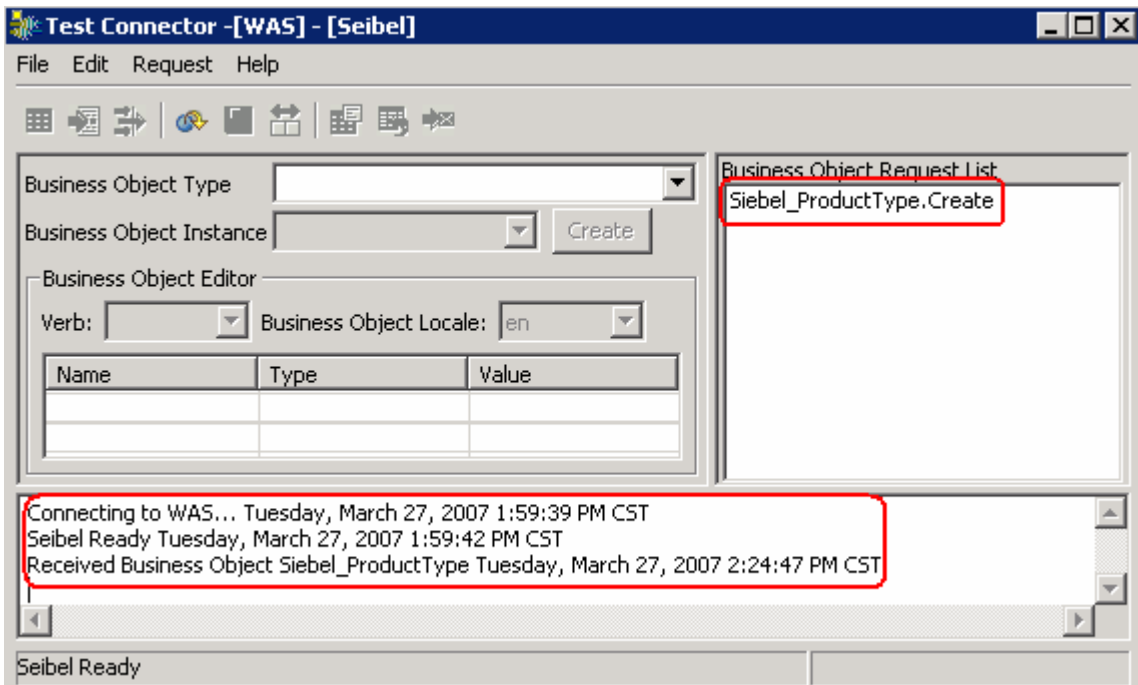 Test Connector -[WAS] - [Seibel]
File Edit Request Help
Business Object Type
Business Object Instance Create
Business Object Editor
Verb: Business Object Locale: en
Name Type Value
Business Object Request List
Siebel_ProductType.Create
Connecting to WAS... Tuesday, March 27, 2007 1:59:39 PM CST
Seibel Ready Tuesday, March 27, 2007 1:59:42 PM CST
Received Business Object Siebel_ProductType Tuesday, March 27, 2007 2:24:47 PM CST
Seibel Ready